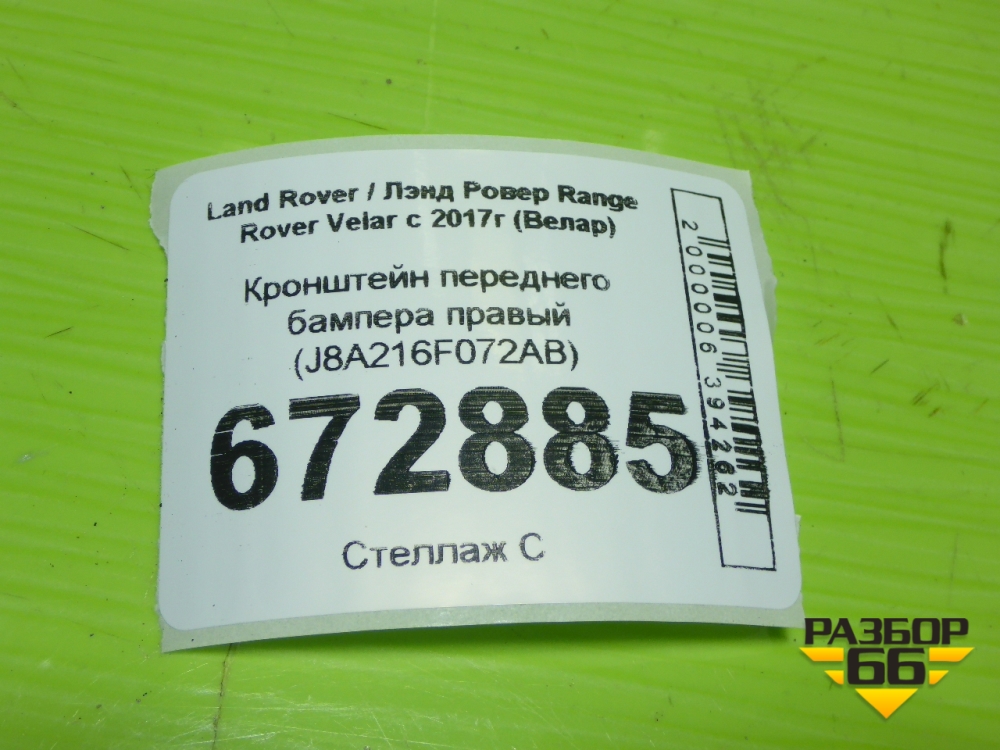 Land Rover / Лэнд Ровер Range
Rover Velar с 2017г (Велар)
Кронштейн переднего
бампера правый
(J8A216F072AB)
672885
Стеллаж С
2000006394262
РАЗБОР
66